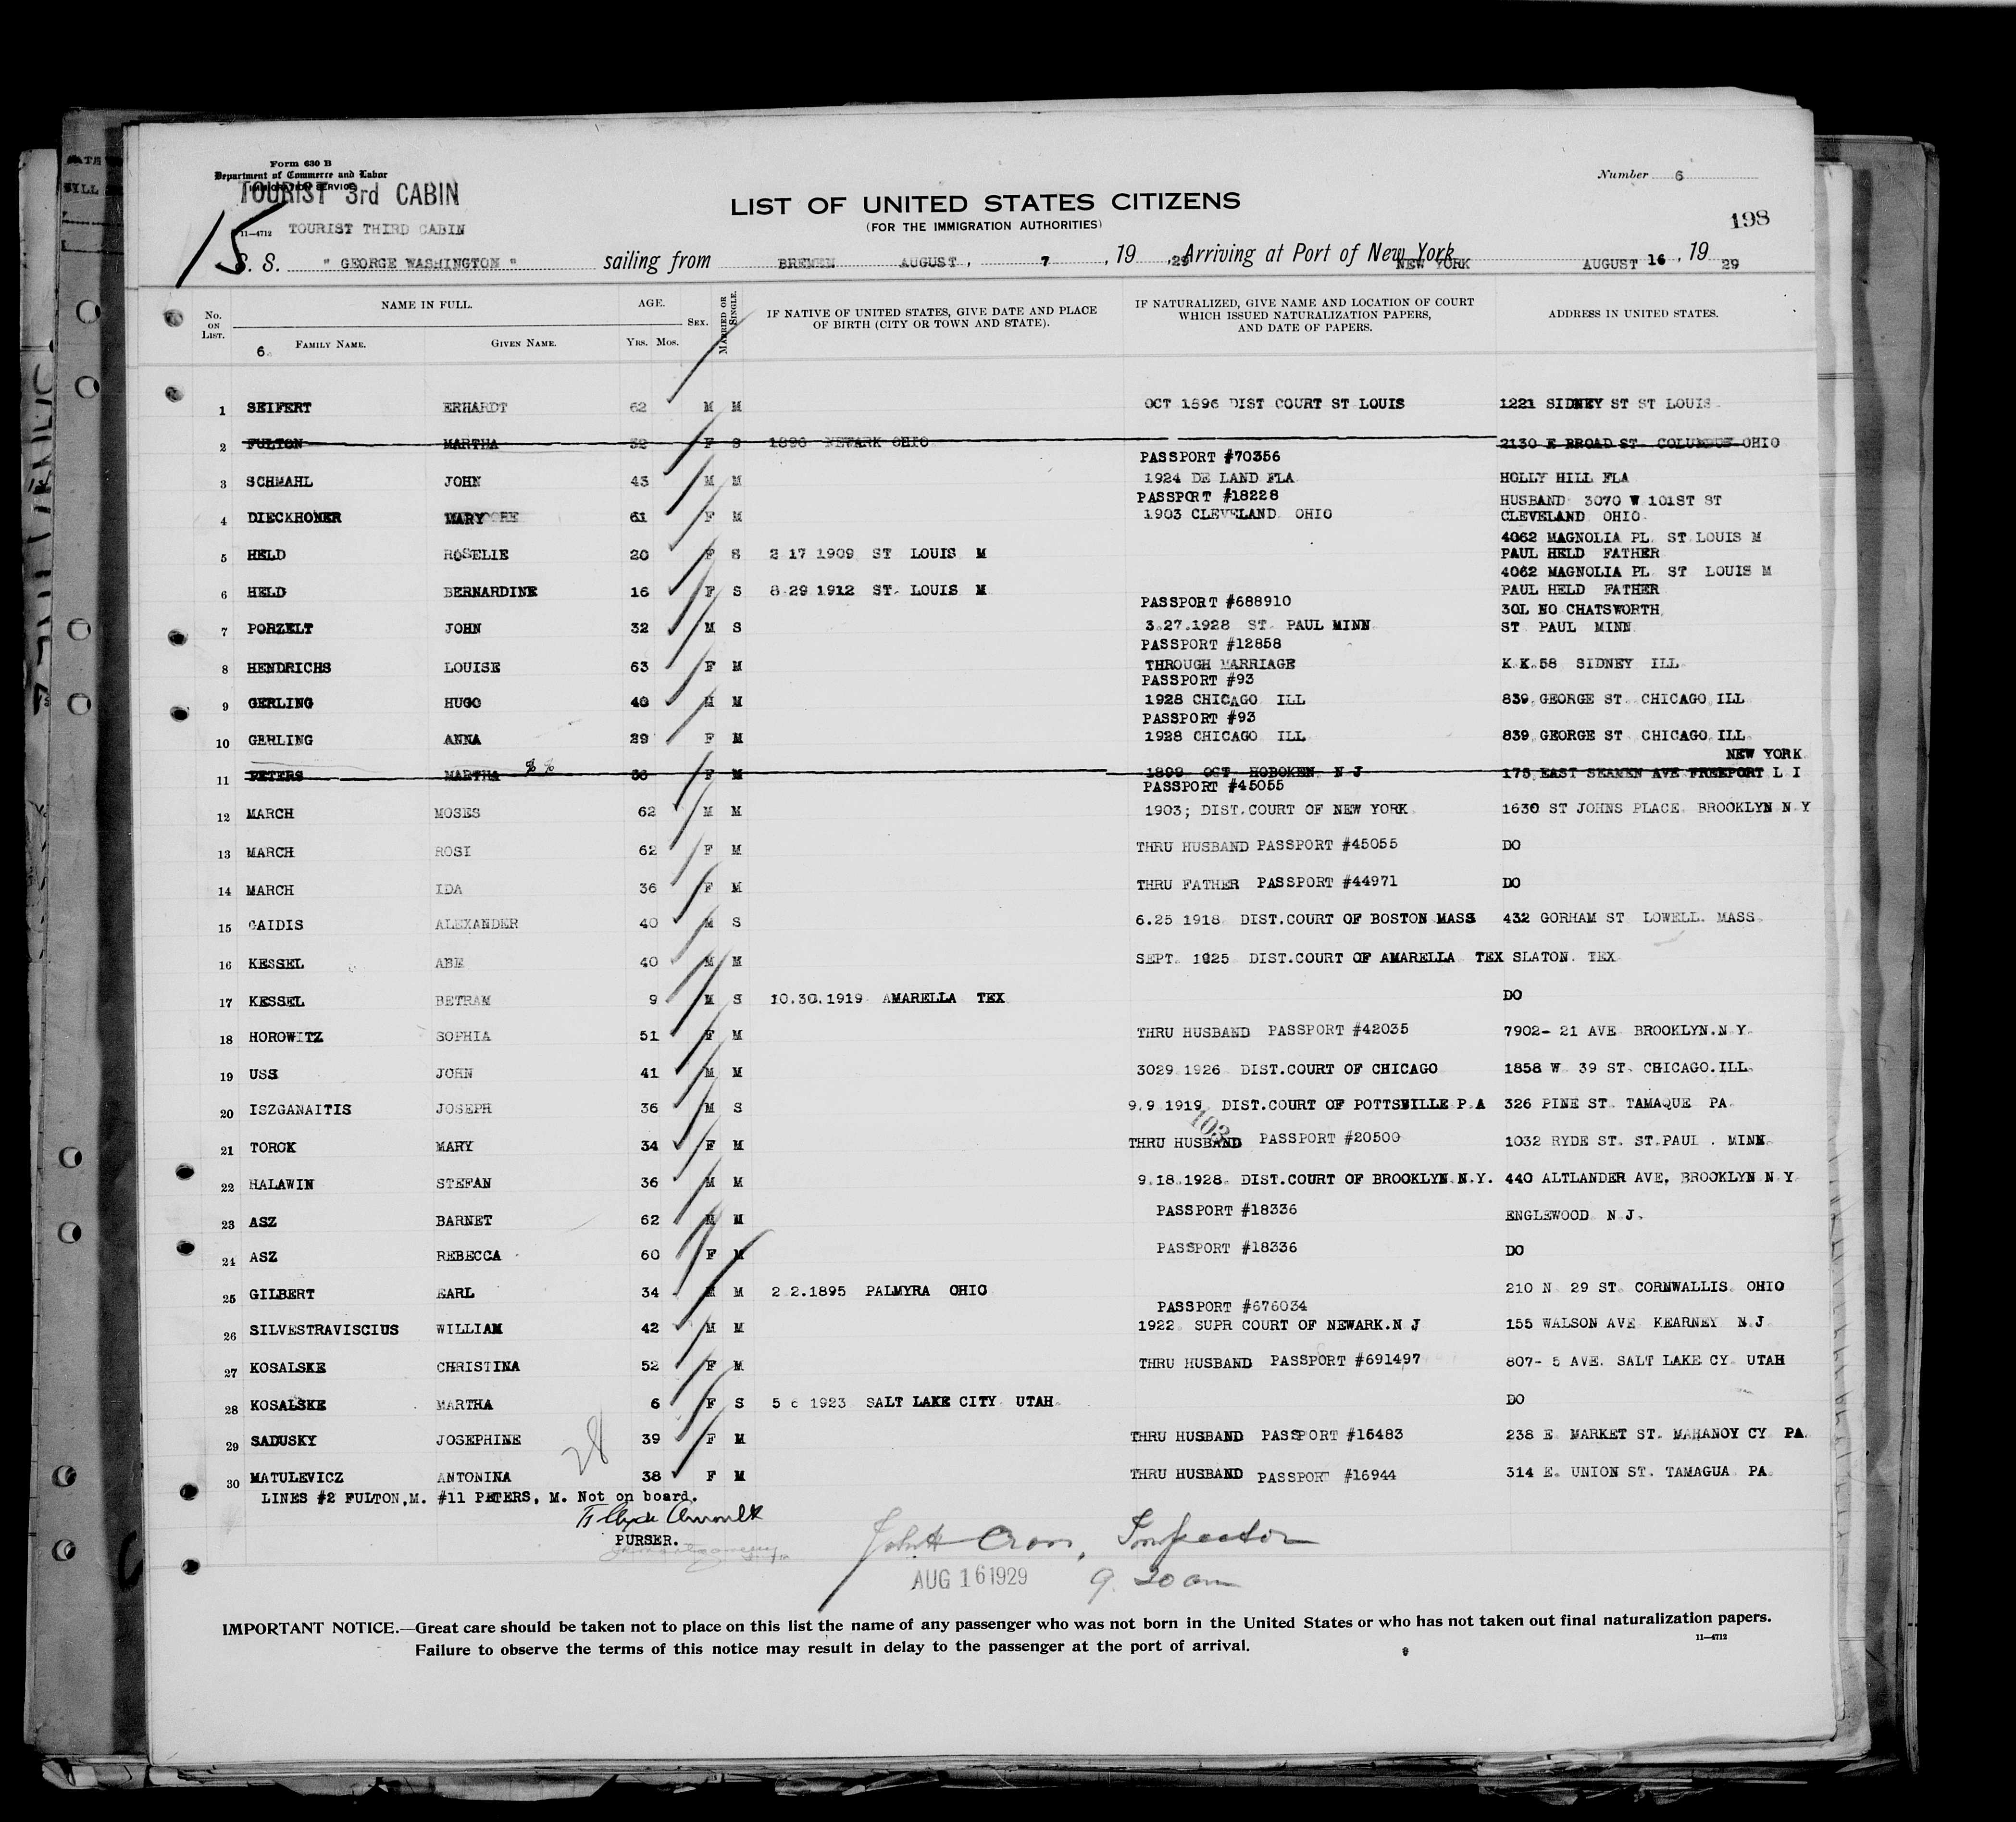 Form 630 B
Department of Commerce and Labor
IMMIGRATION SERVICE
TOURIST 3rd CABIN
Number 6
LIST OF UNITED STATES CITIZENS
(FOR THE IMMIGRATION AUTHORITIES)
198
15
11—4712 TOURIST THIRD CABIN
S. S. " GEORGE WASHINGTON " sailing from BREMEN AUGUST, 7, 19 29, Arriving at Port of New York NEW YORK AUGUST 16, 19 29
No. ON LIST. NAME IN FULL. AGE. SEX. MARRIED OR SINGLE. IF NATIVE OF UNITED STATES, GIVE DATE AND PLACE OF BIRTH (CITY OR TOWN AND STATE). IF NATURALIZED, GIVE NAME AND LOCATION OF COURT WHICH ISSUED NATURALIZATION PAPERS, AND DATE OF PAPERS. ADDRESS IN UNITED STATES.
6. FAMILY NAME. GIVEN NAME. YRS. MOS.
1 SEIFERT ERHARDT 62 M M OCT 1896 DIST COURT ST LOUIS 1221 SIDNEY ST ST LOUIS
2 FULTON MARTHA 32 F S 1896 NEWARK OHIO 2130 E BROAD ST COLUMBUS OHIO
PASSPORT #70356
3 SCHMAHL JOHN 43 M M 1924 DE LAND FLA HOLLY HILL FLA
PASSPORT #18228 HUSBAND 3070 W 101ST ST
4 DIECKHONER MARY 61 F M 1903 CLEVELAND OHIO CLEVELAND OHIO
4062 MAGNOLIA PL ST LOUIS M
5 HELD ROSELIE 20 F S 2 17 1909 ST LOUIS M PAUL HELD FATHER
4062 MAGNOLIA PL ST LOUIS M
6 HELD BERNARDINE 16 F S 8 29 1912 ST. LOUIS M PAUL HELD FATHER
PASSPORT #688910 30L NO CHATSWORTH
7 PORZELT JOHN 32 M S 3.27.1928 ST PAUL MINN ST PAUL MINN
PASSPORT #12858
8 HENDRICHS LOUISE 63 F M THROUGH MARRIAGE K.K.58 SIDNEY ILL
PASSPORT #93
9 GERLING HUGO 40 M M 1928 CHICAGO ILL 839 GEORGE ST CHICAGO ILL
PASSPORT #93
10 GERLING ANNA 29 F M 1928 CHICAGO ILL 839 GEORGE ST CHICAGO ILL
NEW YORK
11 PETERS MARTHA 36 F M 1899 OCT HOBOKEN N J 175 EAST SEAMEN AVE FREEPORT L I
PASSPORT #45055
12 MARCH MOSES 62 M M 1903; DIST.COURT OF NEW YORK 1630 ST JOHNS PLACE BROOKLYN N Y
13 MARCH ROSI 62 F M THRU HUSBAND PASSPORT #45055 DO
14 MARCH IDA 36 F M THRU FATHER PASSPORT #44971 DO
15 GAIDIS ALEXANDER 40 M S 6.25 1918 DIST.COURT OF BOSTON MASS 432 GORHAM ST LOWELL. MASS
16 KESSEL ABE 40 M M SEPT. 1925 DIST.COURT OF AMARELLA TEX SLATON. TEX
17 KESSEL BETRAM 9 M S 10.30.1919 AMARELLA TEX DO
18 HOROWITZ SOPHIA 51 F M THRU HUSBAND PASSPORT #42035 7902- 21 AVE BROOKLYN.N.Y.
19 USS JOHN 41 M M 3029 1926 DIST.COURT OF CHICAGO 1858 W 39 ST. CHICAGO.ILL.
20 ISZGANAITIS JOSEPH 36 M S 9.9 1919 DIST.COURT OF POTTSBILLE P.A 326 PINE ST. TAMAQUE PA
103
21 TORCK MARY 34 F M THRU HUSBAND PASSPORT #20500 1032 RYDE ST. ST.PAUL . MINN.
22 HALAWIN STEFAN 36 M M 9.18.1928. DIST.COURT OF BROOKLYN N.Y. 440 ALTLANDER AVE. BROOKLYN N Y
23 ASZ BARNET 62 M M PASSPORT #18336 ENGLEWOOD N J.
24 ASZ REBECCA 60 F M PASSPORT #18336 DO
25 GILBERT EARL 34 M M 2 2.1895 PALMYRA OHIO 210 N 29 ST. CORNWALLIS OHIO
PASSPORT #676034
26 SILVESTRAVISCIUS WILLIAM 42 M M 1922 SUPR COURT OF NEWARK.N J 155 WALSON AVE KEARNEY N.J
27 KOSALSKE CHRISTINA 52 F M THRU HUSBAND PASSPORT #691497 807- 5 AVE. SALT LAKE CY UTAH
28 KOSALSKE MARTHA 6 F S 5 6 1923 SALT LAKE CITY UTAH DO
29 SADUSKY JOSEPHINE 39 F M THRU HUSBAND PASSPORT #16483 238 E MARKET ST. MAHANOY CY PA
28
30 MATULEVICZ ANTONINA 38 F M THRU HUSBAND PASSPORT #16944 314 E. UNION ST. TAMAGUA PA
LINES #2 FULTON,M. #11 PETERS, M. Not on board.
PURSER.
Inspector
AUG 16 1929 9.20 am
IMPORTANT NOTICE.—Great care should be taken not to place on this list the name of any passenger who was not born in the United States or who has not taken out final naturalization papers.
Failure to observe the terms of this notice may result in delay to the passenger at the port of arrival.
11—4712